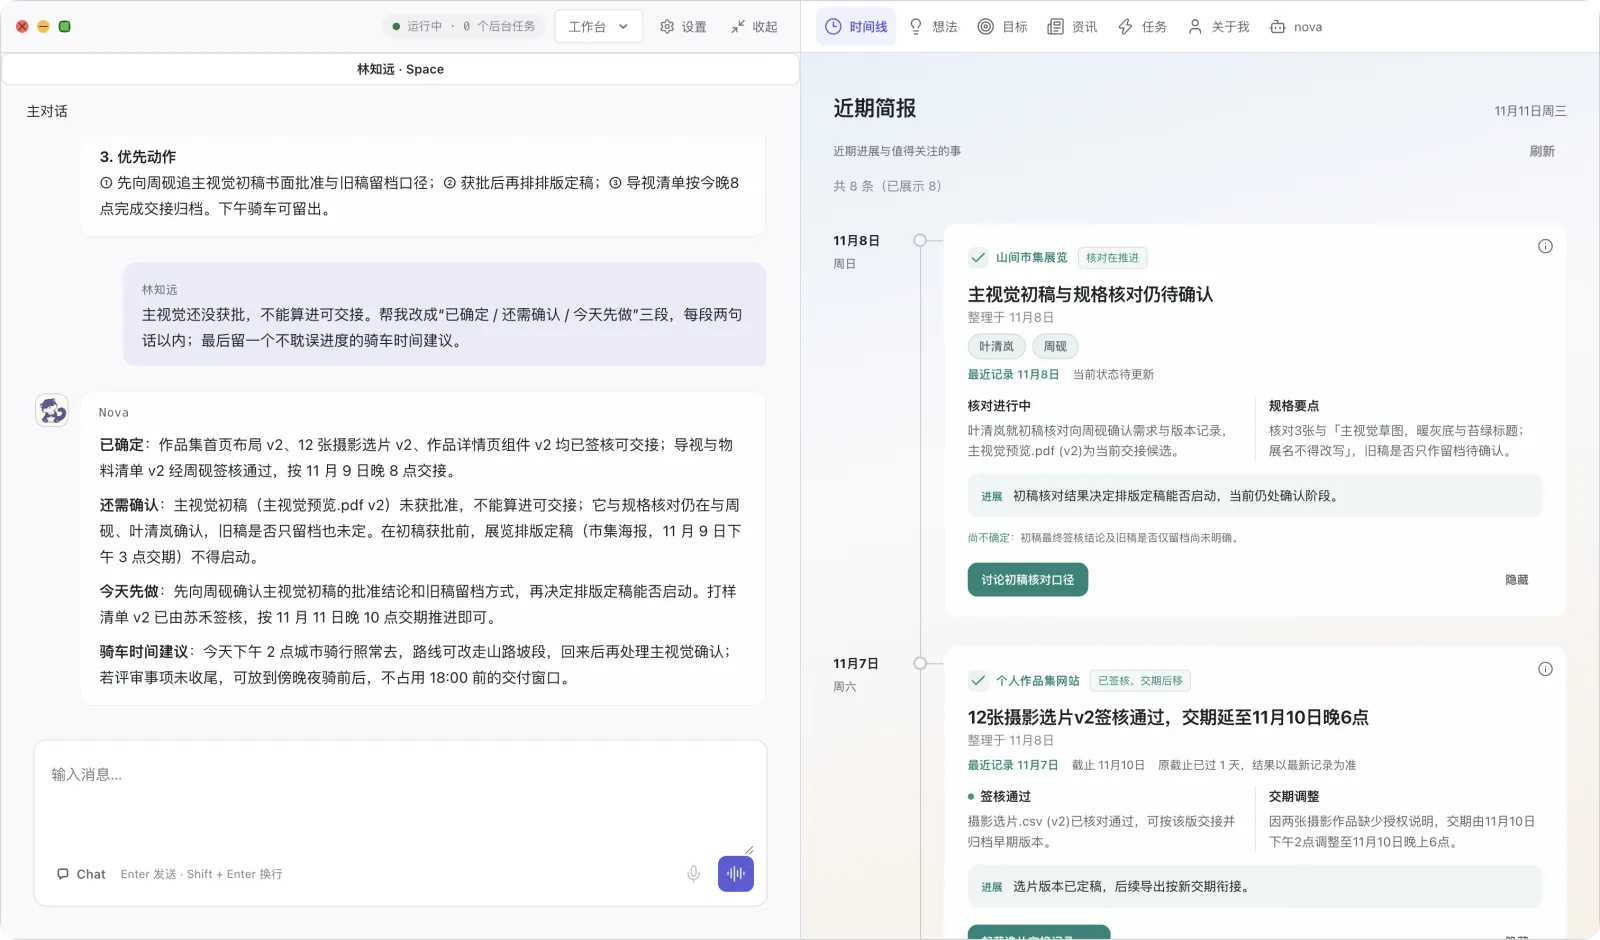 运行中 · 0 个后台任务
工作台
设置
收起
林知远 · Space
主对话
3. 优先动作
① 先向周砚追主视觉初稿书面批准与旧稿留档口径；② 获批后再排排版定稿；③ 导视清单按今晚8
点完成交接归档。下午骑车可留出。
林知远
主视觉还没获批，不能算进可交接。帮我改成“已确定 / 还需确认 / 今天先做”三段，每段两句
话以内；最后留一个不耽误进度的骑车时间建议。
Nova
已确定：作品集首页布局 v2、12 张摄影选片 v2、作品详情页组件 v2 均已签核可交接；导视与物
料清单 v2 经周砚签核通过，按 11 月 9 日晚 8 点交接。
还需确认：主视觉初稿（主视觉预览.pdf v2）未获批准，不能算进可交接；它与规格核对仍在与周
砚、叶清岚确认，旧稿是否只留档也未定。在初稿获批前，展览排版定稿（市集海报，11 月 9 日下
午 3 点交期）不得启动。
今天先做：先向周砚确认主视觉初稿的批准结论和旧稿留档方式，再决定排版定稿能否启动。打样
清单 v2 已由苏禾签核，按 11 月 11 日晚 10 点交期推进即可。
骑车时间建议：今天下午 2 点城市骑行照常去，路线可改走山路坡段，回来后再处理主视觉确认；
若评审事项未收尾，可放到傍晚夜骑前后，不占用 18:00 前的交付窗口。
输入消息...
Chat
Enter 发送 · Shift + Enter 换行
时间线
想法
目标
资讯
任务
关于我
nova
近期简报
11月11日周三
近期进展与值得关注的事
刷新
共 8 条（已展示 8）
11月8日
周日
山间市集展览
核对在推进
主视觉初稿与规格核对仍待确认
整理于 11月8日
叶清岚
周砚
最近记录 11月8日
当前状态待更新
核对进行中
叶清岚就初稿核对向周砚确认需求与版本记录，
主视觉预览.pdf (v2)为当前交接候选。
规格要点
核对3张与「主视觉草图，暖灰底与苔绿标题；
展名不得改写」，旧稿是否只作留档待确认。
进展 初稿核对结果决定排版定稿能否启动，当前仍处确认阶段。
尚不确定：初稿最终签核结论及旧稿是否仅留档尚未明确。
讨论初稿核对口径
隐藏
11月7日
周六
个人作品集网站
已签核，交期后移
12张摄影选片v2签核通过，交期延至11月10日晚6点
整理于 11月8日
最近记录 11月7日
截止 11月10日
原截止已过 1 天，结果以最新记录为准
签核通过
摄影选片.csv (v2)已核对通过，可按该版交接并
归档早期版本。
交期调整
因两张摄影作品缺少授权说明，交期由11月10日
下午2点调整至11月10日晚上6点。
进展 选片版本已定稿，后续导出按新交期衔接。